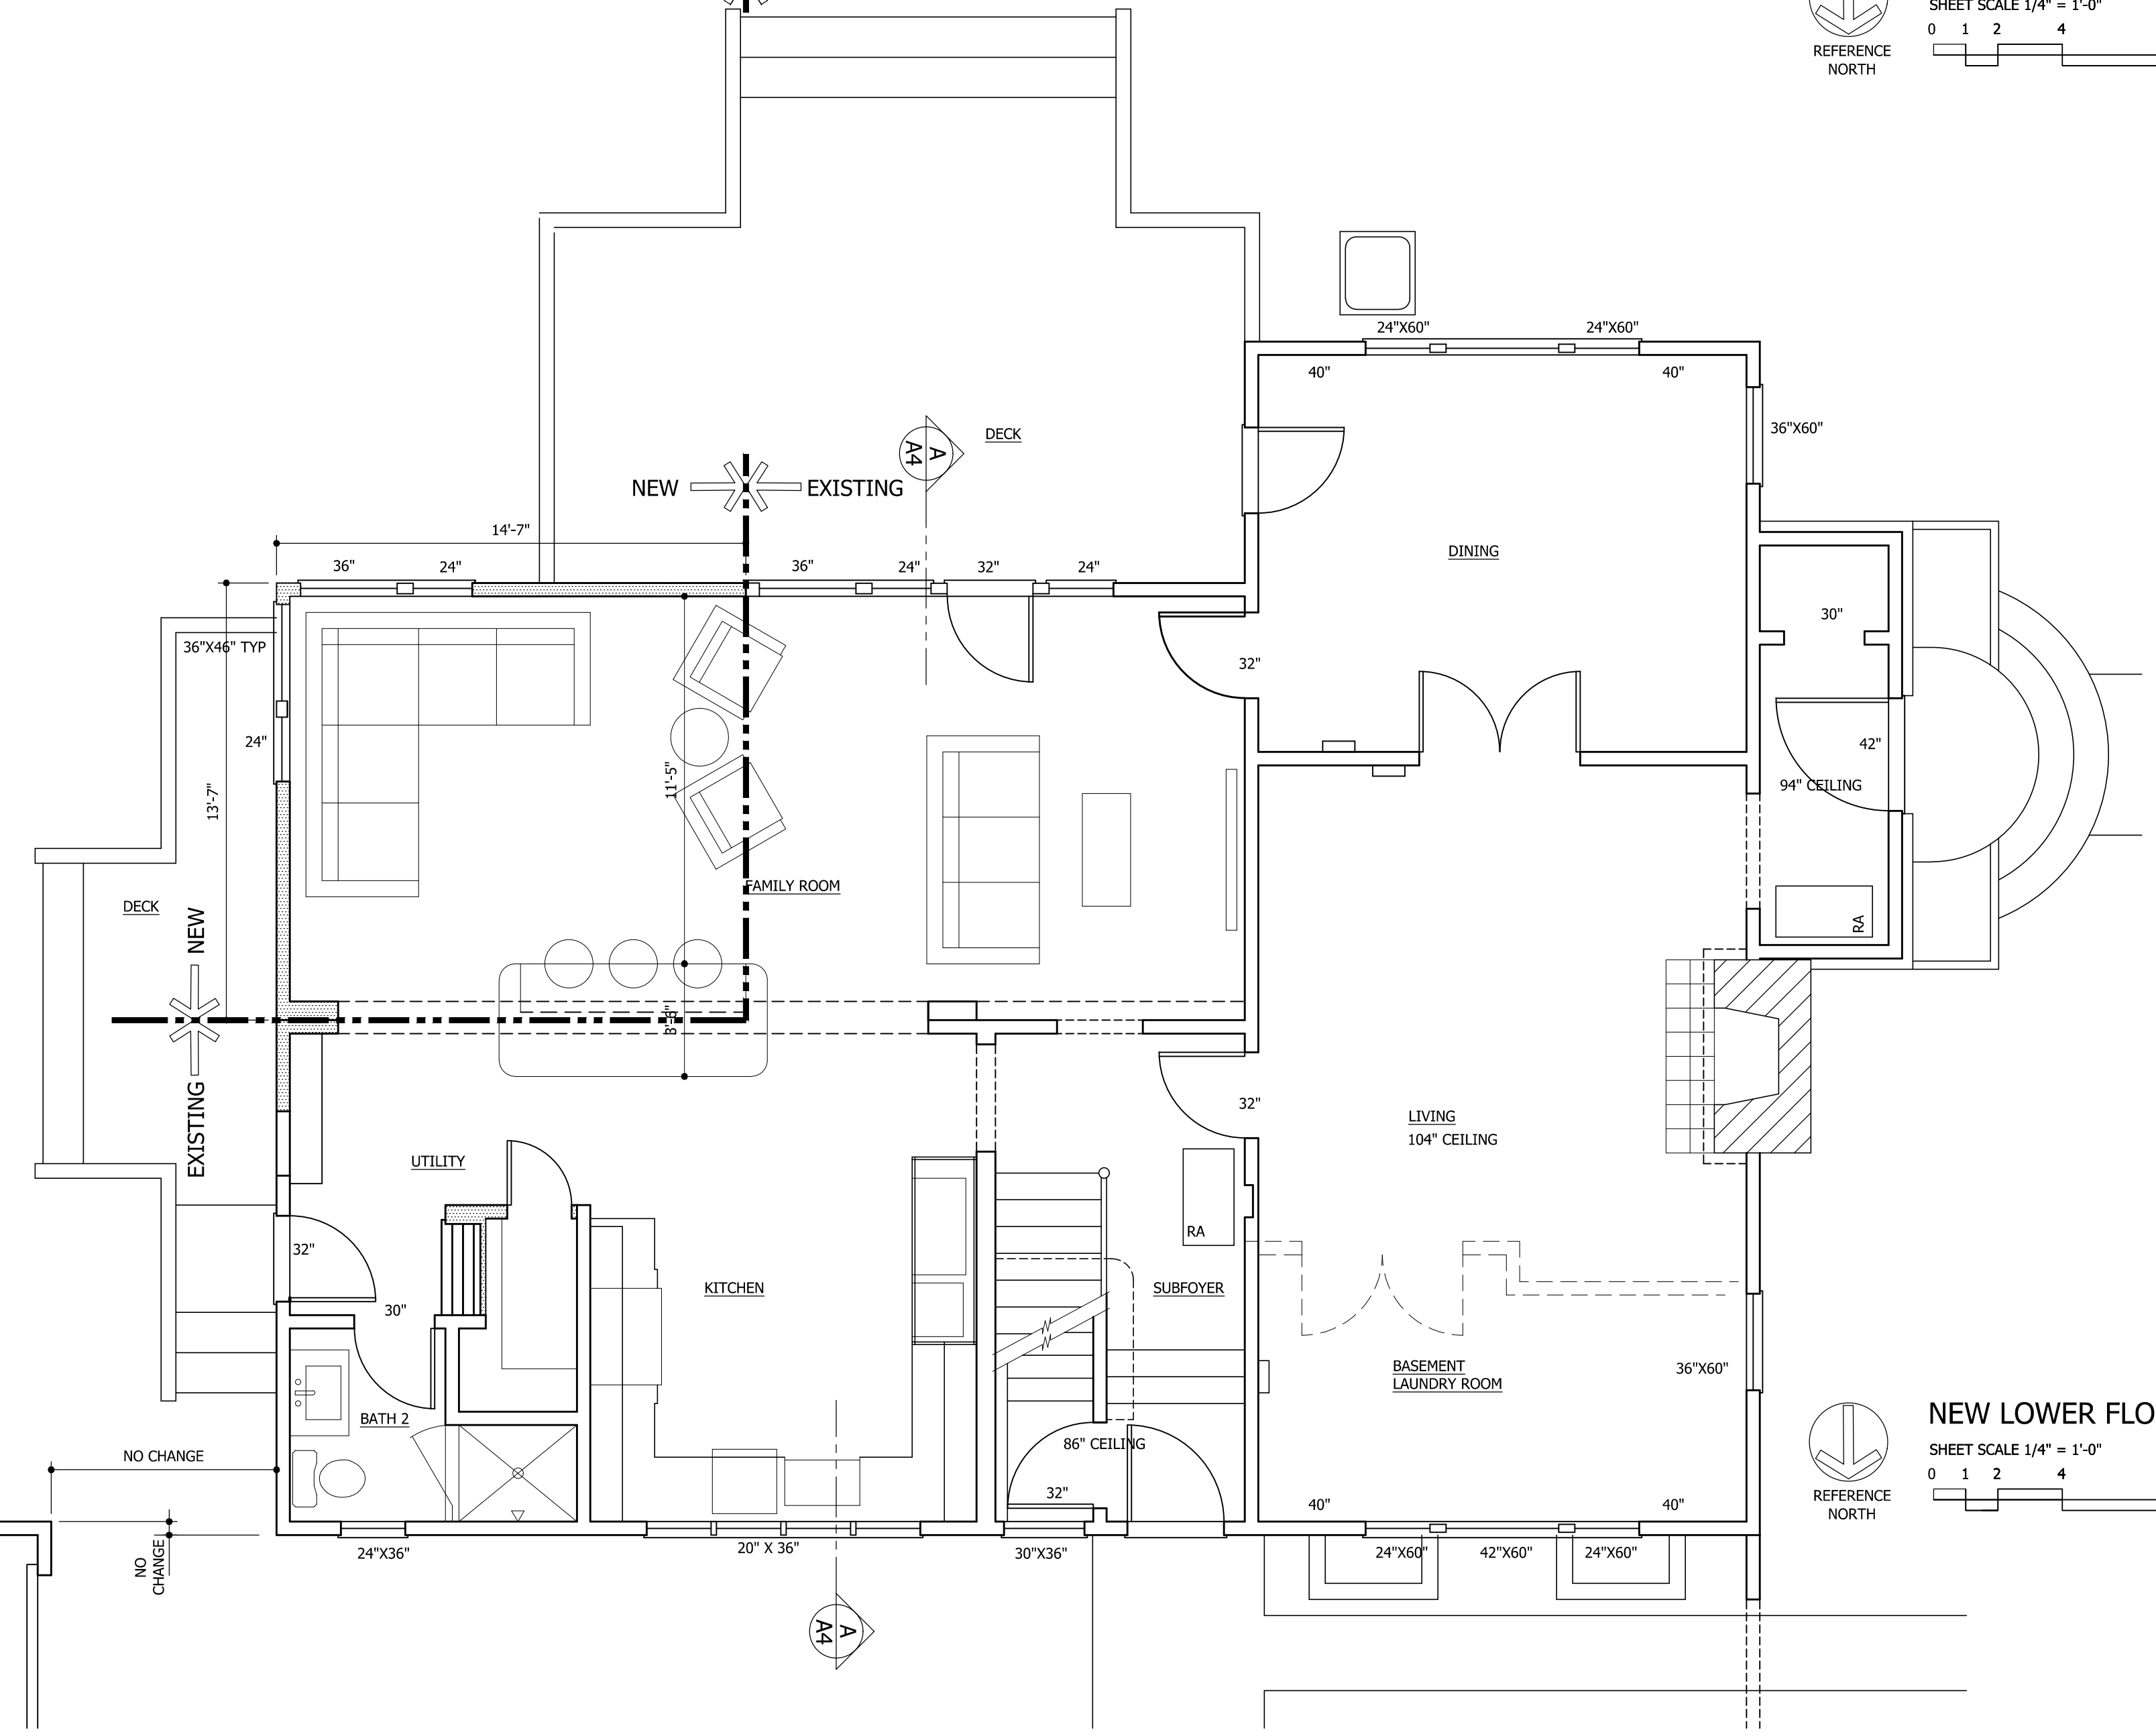 SHEET SCALE 1/4" = 1'-0"
0 1 2 4
REFERENCE
NORTH
24"X60" 24"X60"
40" 40"
36"X60"
DECK
A
A4
NEW EXISTING
14'-7"
36" 24" 36" 24" 32" 24"
DINING
30"
36"X46" TYP
32"
24"
42"
11'-5"
13'-7"
94" CEILING
FAMILY ROOM
DECK
NEW
RA
3'-6"
EXISTING
32"
LIVING
104" CEILING
UTILITY
RA
32"
KITCHEN
SUBFOYER
30"
BASEMENT
LAUNDRY ROOM
36"X60"
BATH 2
NEW LOWER FLO
86" CEILING
SHEET SCALE 1/4" = 1'-0"
NO CHANGE
0 1 2 4
32"
REFERENCE
NORTH
40" 40"
NO
CHANGE
24"X36"
20" X 36"
30"X36"
24"X60" 42"X60" 24"X60"
A
A4